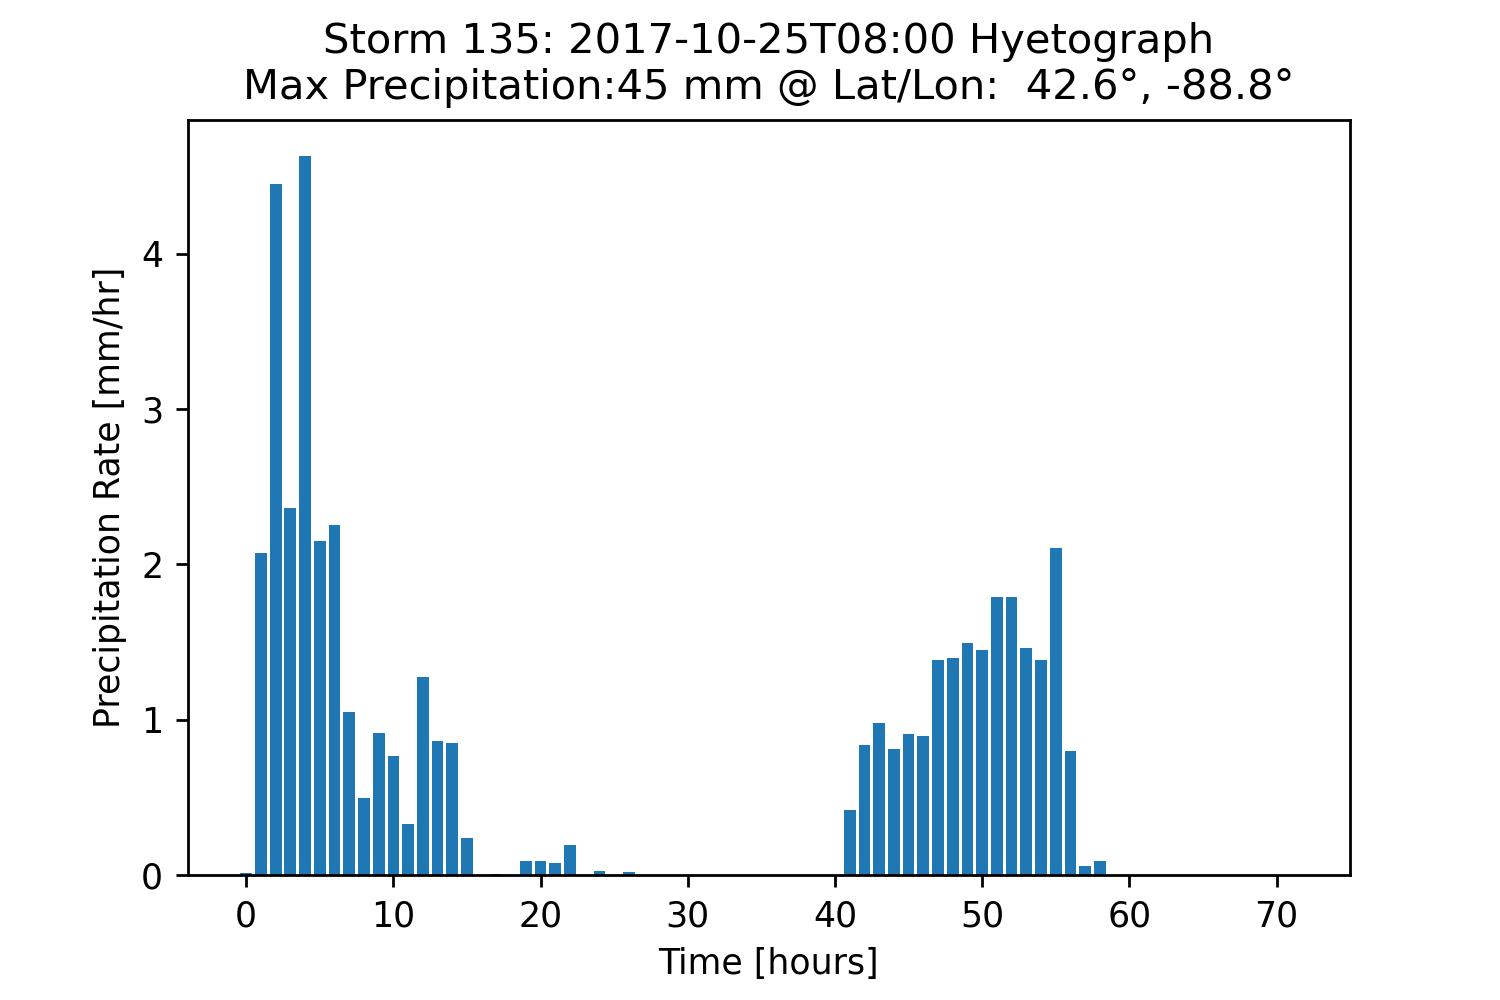 Storm 135: 2017-10-25T08:00 Hyetograph
Max Precipitation:45 mm @ Lat/Lon:  42.6°, -88.8°
Precipitation Rate [mm/hr]
4
3
2
1
0
0 10 20 30 40 50 60 70
Time [hours]